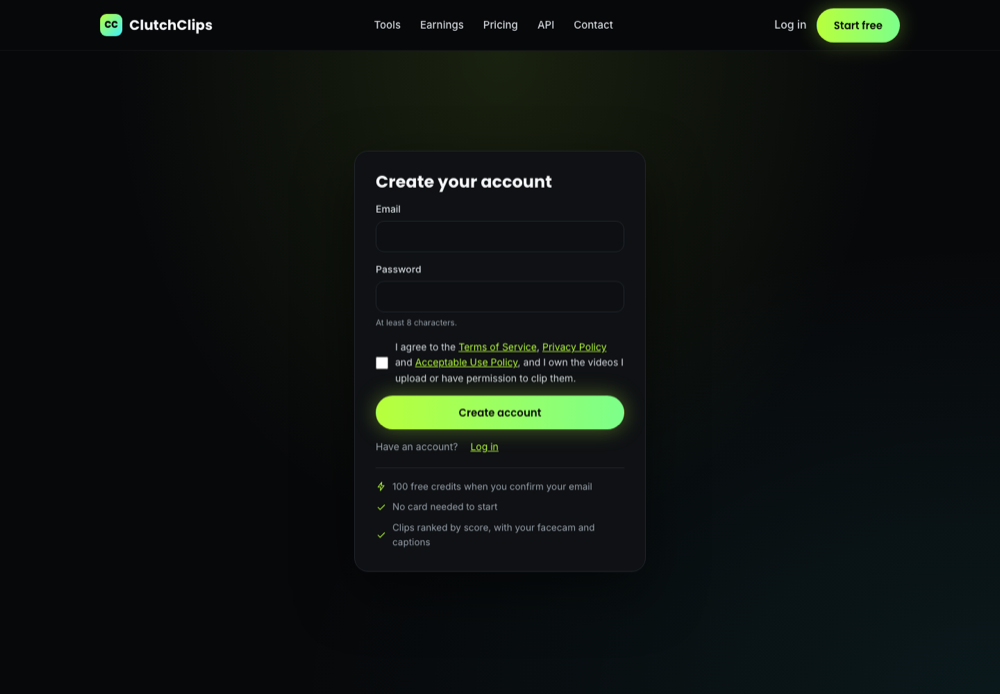 CC ClutchClips
Tools Earnings Pricing API Contact
Log in Start free
Create your account
Email
Password
At least 8 characters.
I agree to the Terms of Service, Privacy Policy
and Acceptable Use Policy, and I own the videos I
upload or have permission to clip them.
Create account
Have an account? Log in
100 free credits when you confirm your email
No card needed to start
Clips ranked by score, with your facecam and
captions